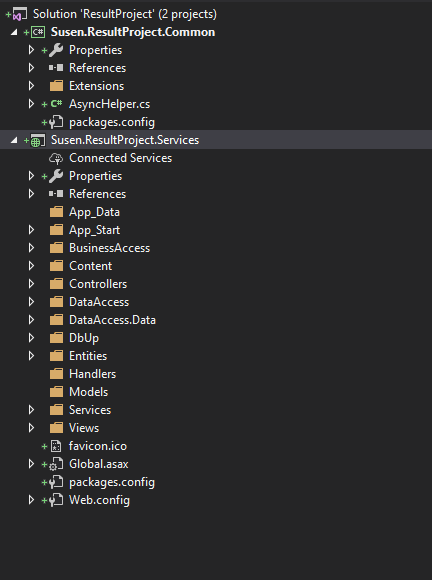 Solution 'ResultProject' (2 projects)
C# Susen.ResultProject.Common
Properties
References
Extensions
C# AsyncHelper.cs
packages.config
Susen.ResultProject.Services
Connected Services
Properties
References
App_Data
App_Start
BusinessAccess
Content
Controllers
DataAccess
DataAccess.Data
DbUp
Entities
Handlers
Models
Services
Views
favicon.ico
Global.asax
packages.config
Web.config